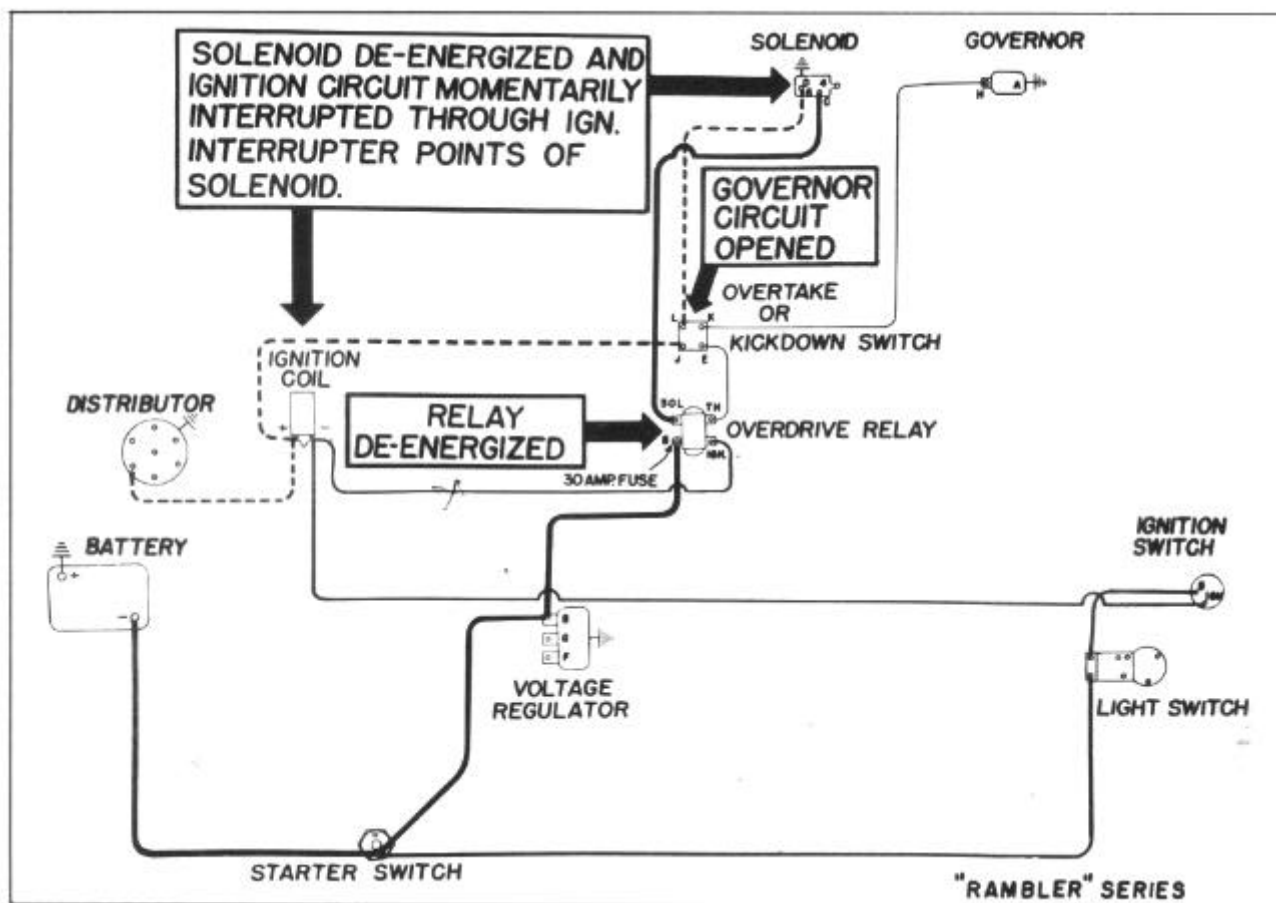 SOLENOID DE-ENERGIZED AND
IGNITION CIRCUIT MOMENTARILY
INTERRUPTED THROUGH IGN.
INTERRUPTER POINTS OF
SOLENOID.
SOLENOID
GOVERNOR
H
A
GOVERNOR
CIRCUIT
OPENED
OVERTAKE
OR
KICKDOWN SWITCH
L
K
J
E
IGNITION
COIL
+
-
DISTRIBUTOR
RELAY
DE-ENERGIZED
SOL
TH
B
IGN.
OVERDRIVE RELAY
30 AMP. FUSE
BATTERY
+
-
IGNITION
SWITCH
B
IGN
B
G
F
VOLTAGE
REGULATOR
LIGHT SWITCH
STARTER SWITCH
"RAMBLER" SERIES